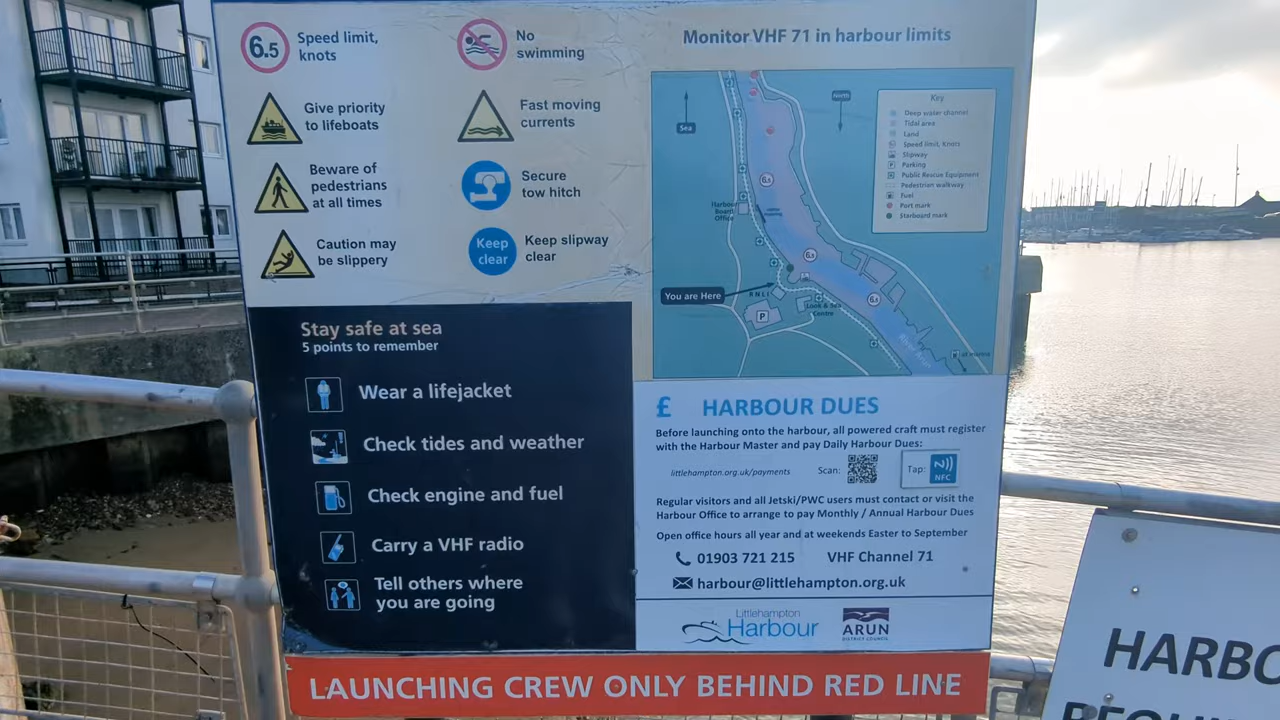 6.5
Speed limit,
knots
No
swimming
Give priority
to lifeboats
Fast moving
currents
Beware of
pedestrians
at all times
Secure
tow hitch
Caution may
be slippery
Keep
clear
Keep slipway
clear
Monitor VHF 71 in harbour limits
Sea
North
Key
Deep water channel
Tidal area
Land
Speed limit, Knots
Slipway
Parking
Public Rescue Equipment
Pedestrian walkway
Fuel
Port mark
Starboard mark
6.5
Harbour
Board
Office
6.5
You are Here
RNLI
Look & Sea
Centre
6.5
P
Stay safe at sea
5 points to remember
Wear a lifejacket
Check tides and weather
Check engine and fuel
Carry a VHF radio
Tell others where
you are going
£ HARBOUR DUES
Before launching onto the harbour, all powered craft must register
with the Harbour Master and pay Daily Harbour Dues:
littlehampton.org.uk/payments
Scan:
Tap:
NFC
Regular visitors and all Jetski/PWC users must contact or visit the
Harbour Office to arrange to pay Monthly / Annual Harbour Dues
Open office hours all year and at weekends Easter to September
01903 721 215 VHF Channel 71
harbour@littlehampton.org.uk
Littlehampton
Harbour
ARUN
DISTRICT COUNCIL
LAUNCHING CREW ONLY BEHIND RED LINE
HARBO